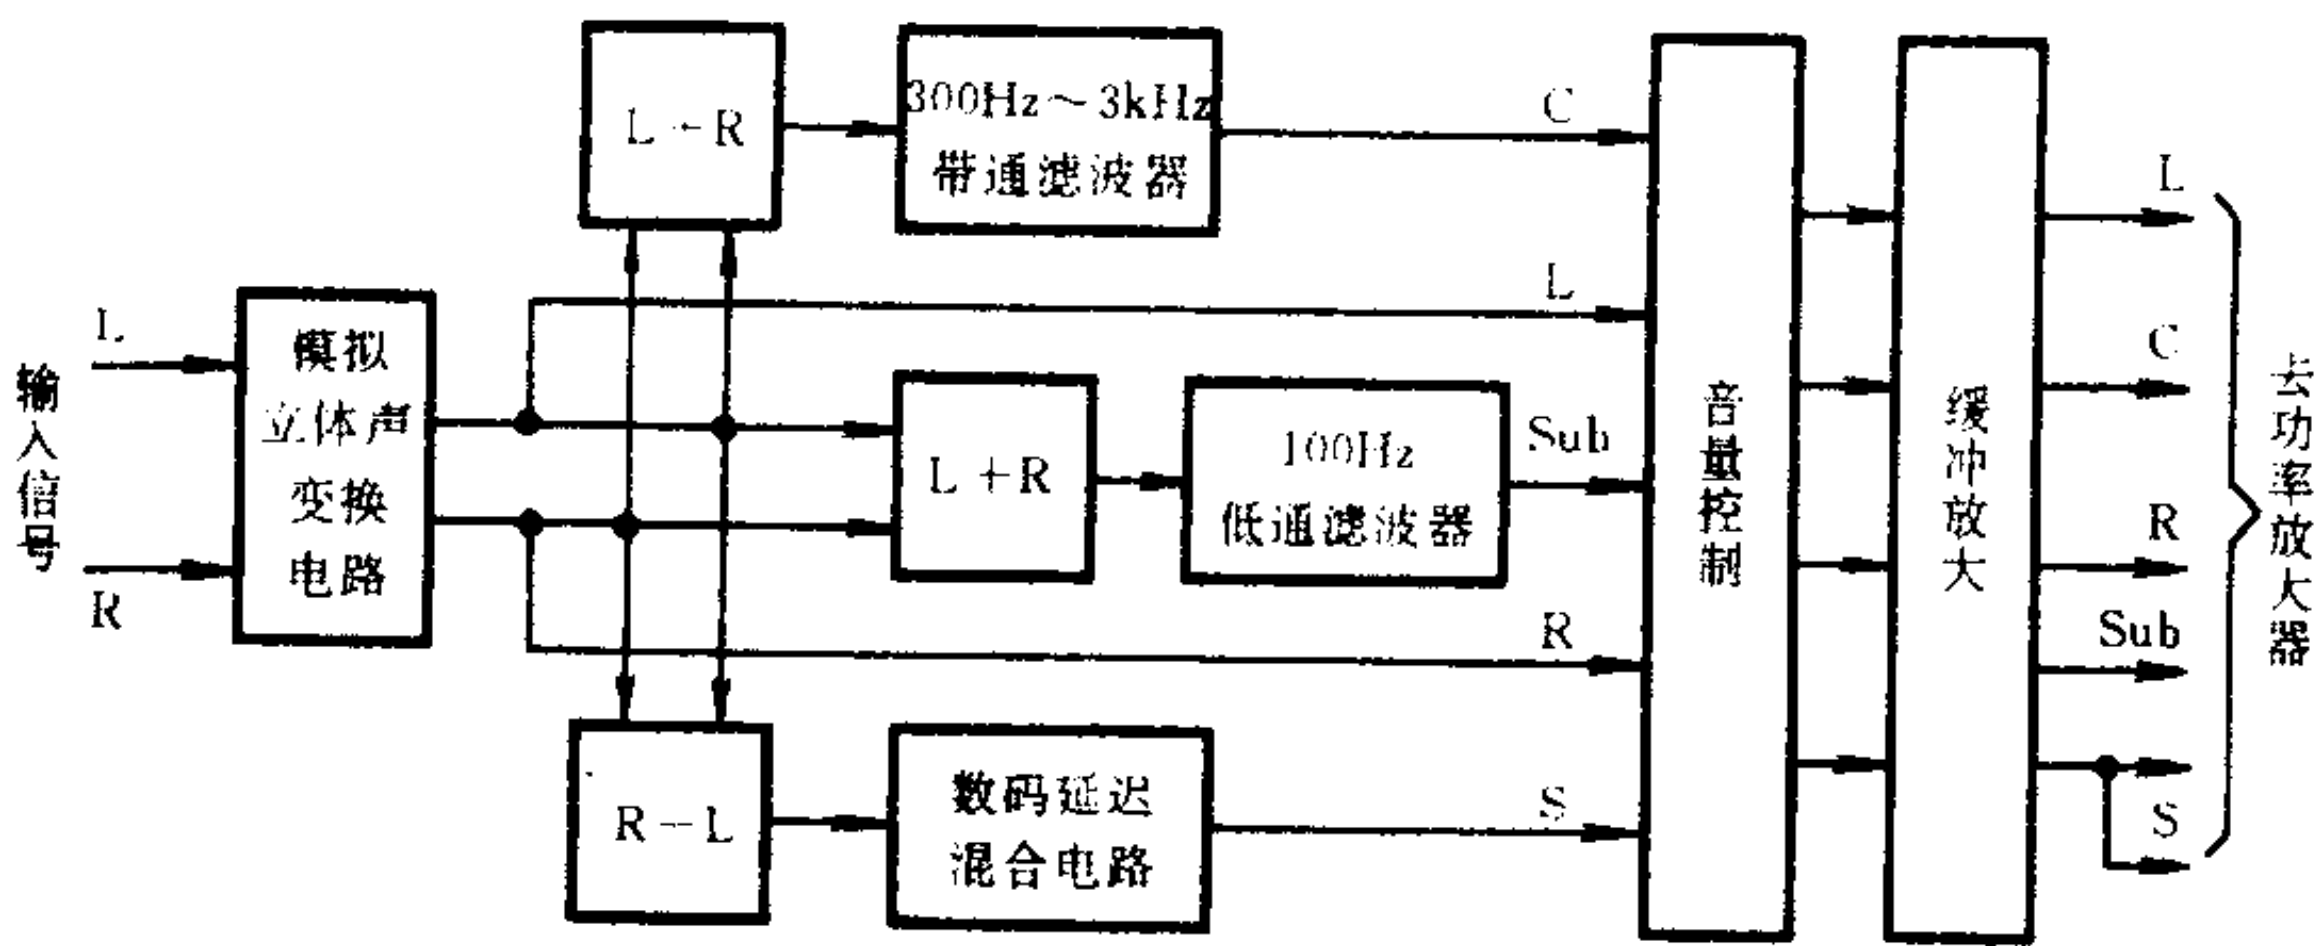 输入信号
L
R
模拟
立体声
变换
电路
L+R
300Hz～3kHz
带通滤波器
C
L
L+R
100Hz
低通滤波器
Sub
R
R－L
数码延迟
混合电路
S
音量控制
缓冲放大
L
C
R
Sub
S
去功率放大器